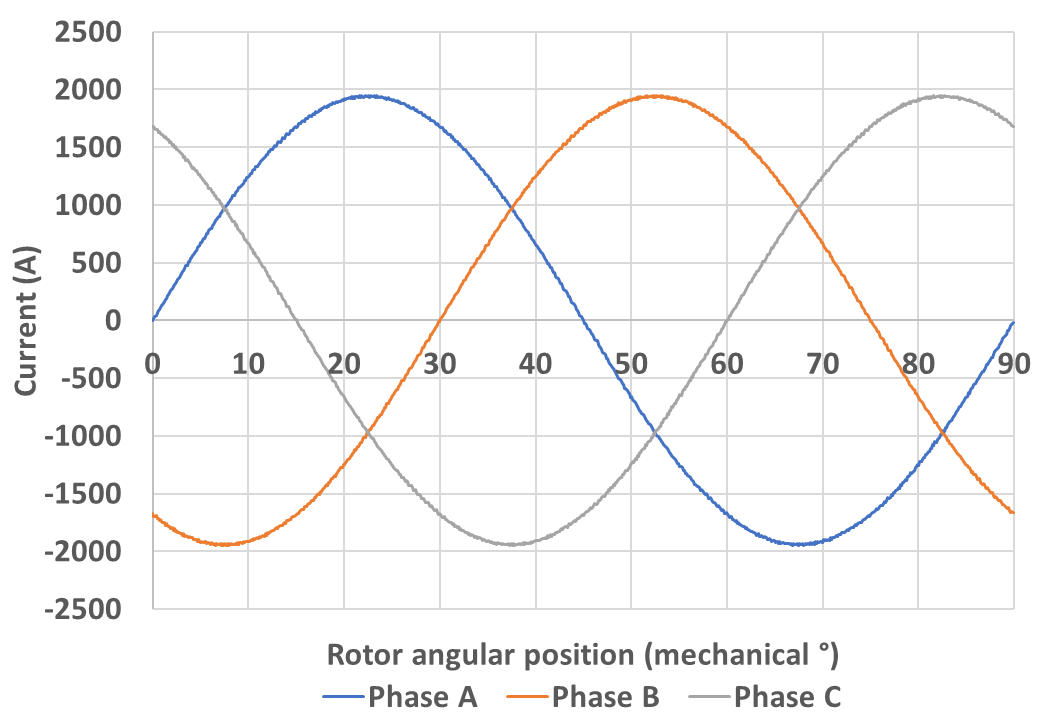 2500
2000
1500
1000
500
0
-500
-1000
-1500
-2000
-2500
Current (A)
0 10 20 30 40 50 60 70 80 90
Rotor angular position (mechanical °)
Phase A Phase B Phase C